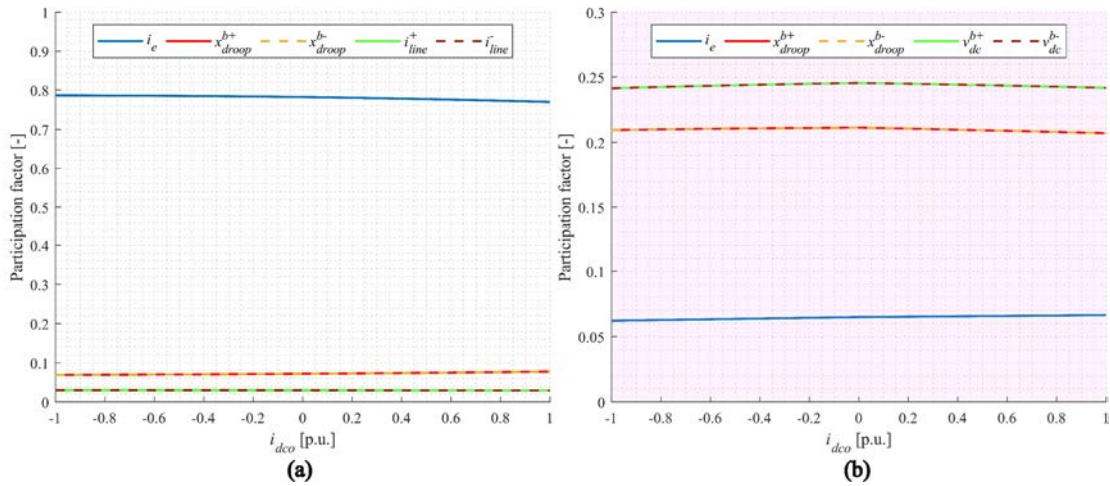 i_e x_droop^b+ x_droop^b- i_line^+ i_line^-
1
0.9
0.8
0.7
0.6
0.5
0.4
0.3
0.2
0.1
0
Participation factor [-]
-1 -0.8 -0.6 -0.4 -0.2 0 0.2 0.4 0.6 0.8 1
i_dco [p.u.]
(a)
i_e x_droop^b+ x_droop^b- v_dc^b+ v_dc^b-
0.3
0.25
0.2
0.15
0.1
0.05
0
Participation factor [-]
-1 -0.8 -0.6 -0.4 -0.2 0 0.2 0.4 0.6 0.8 1
i_dco [p.u.]
(b)